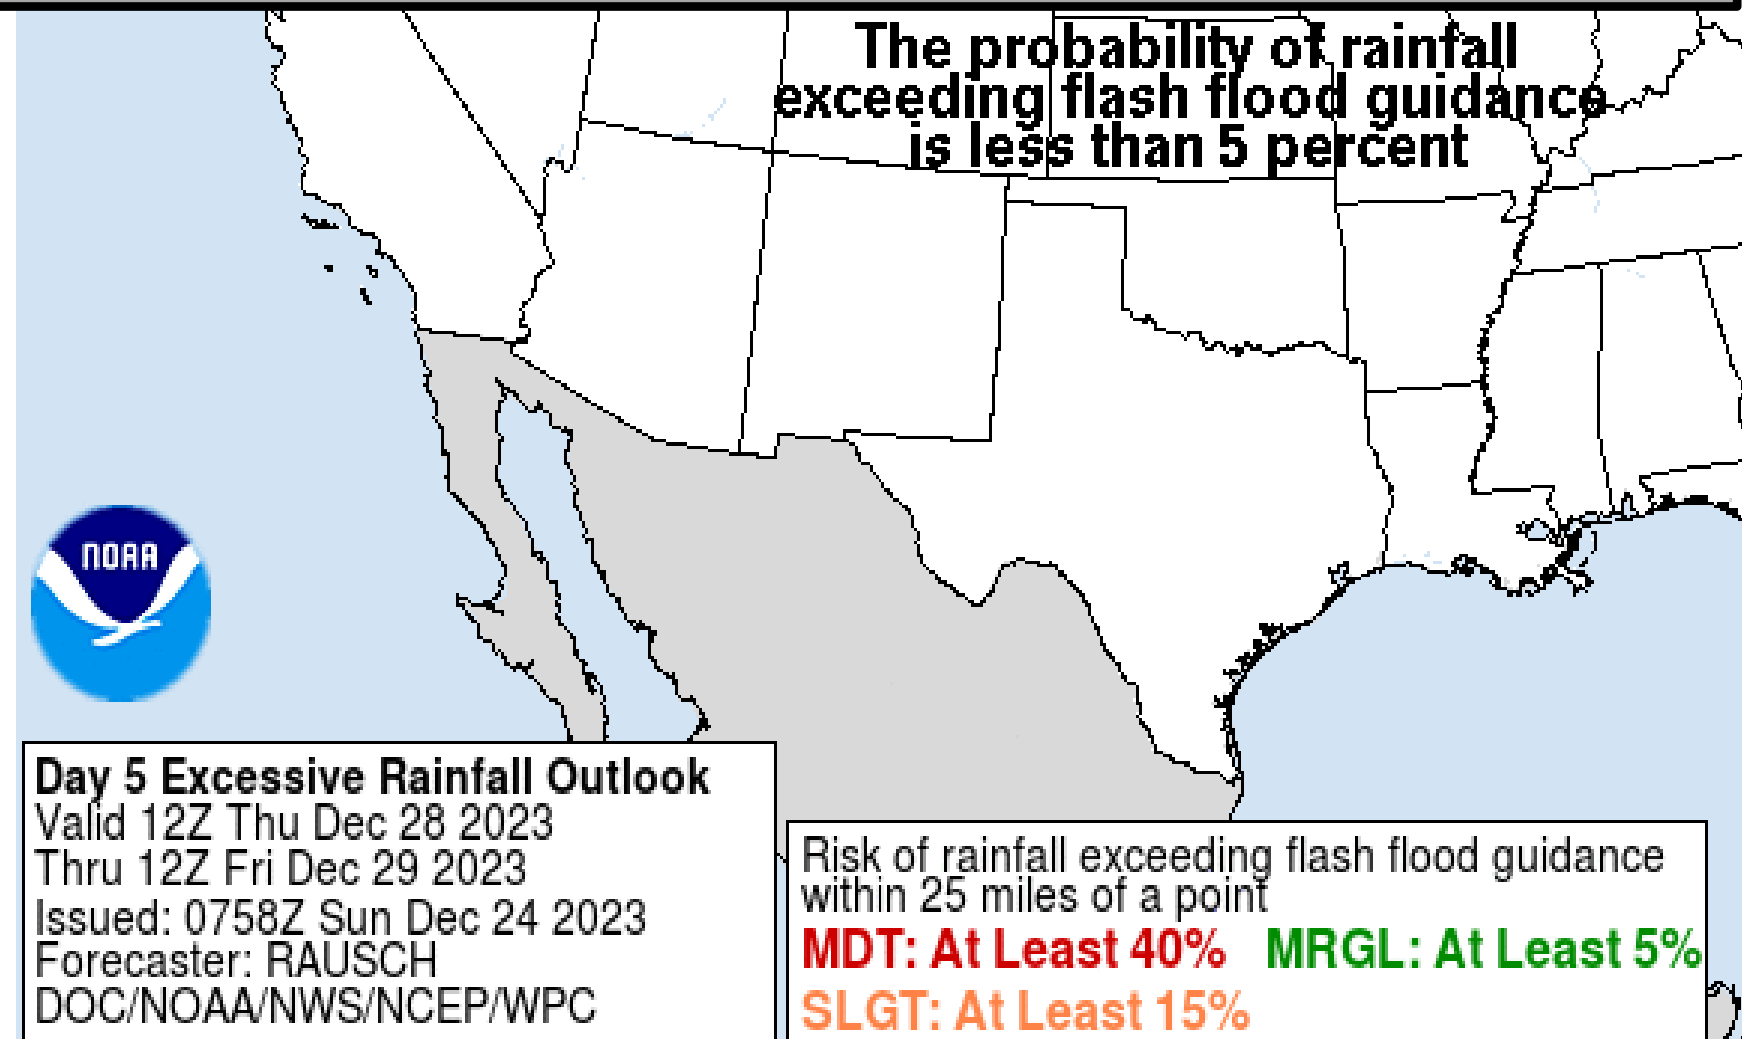 The probability of rainfall
exceeding flash flood guidance
is less than 5 percent
NOAA
Day 5 Excessive Rainfall Outlook
Valid 12Z Thu Dec 28 2023
Thru 12Z Fri Dec 29 2023
Issued: 0758Z Sun Dec 24 2023
Forecaster: RAUSCH
DOC/NOAA/NWS/NCEP/WPC
Risk of rainfall exceeding flash flood guidance
within 25 miles of a point
MDT: At Least 40% MRGL: At Least 5%
SLGT: At Least 15%